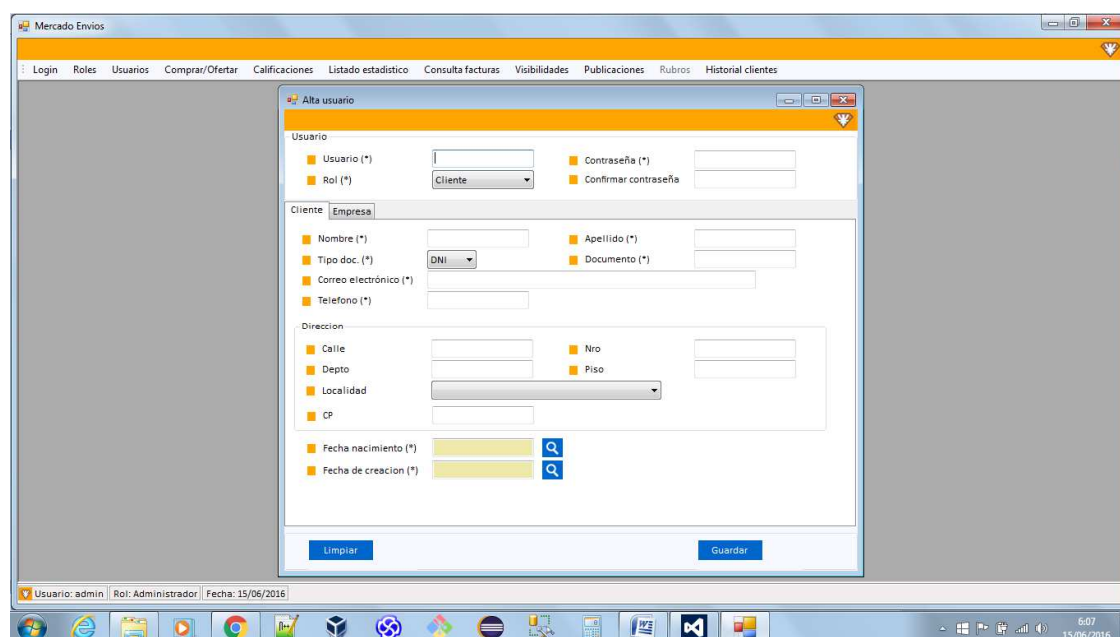 Mercado Envios
Login Roles Usuarios Comprar/Ofertar Calificaciones Listado estadistico Consulta facturas Visibilidades Publicaciones Rubros Historial clientes
Alta usuario
Usuario
Usuario (*) Contraseña (*)
Rol (*) Cliente Confirmar contraseña
Cliente Empresa
Nombre (*) Apellido (*)
Tipo doc. (*) DNI Documento (*)
Correo electrónico (*)
Telefono (*)
Direccion
Calle Nro
Depto Piso
Localidad
CP
Fecha nacimiento (*)
Fecha de creacion (*)
Limpiar Guardar
Usuario: admin Rol: Administrador Fecha: 15/06/2016
6:07
15/06/2016